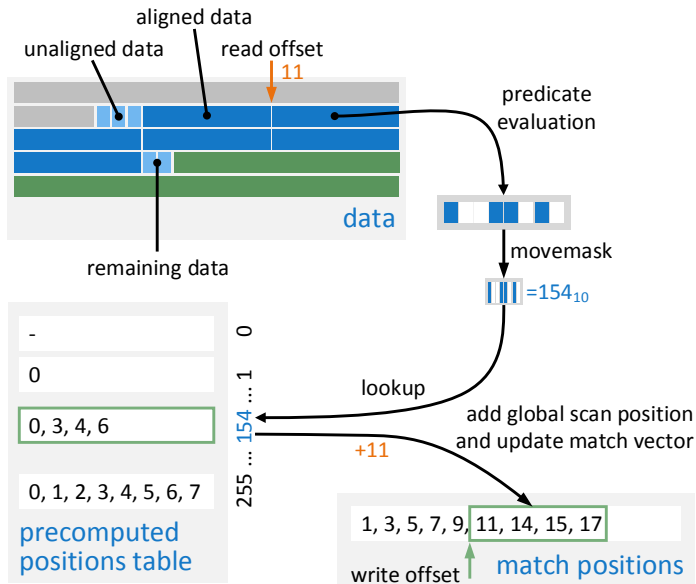 aligned data
unaligned data
read offset
11
predicate
evaluation
data
remaining data
movemask
=154₁₀
-
0
0
1
...
0, 3, 4, 6
154
...
0, 1, 2, 3, 4, 5, 6, 7
255
precomputed
positions table
lookup
add global scan position
and update match vector
+11
1, 3, 5, 7, 9, 11, 14, 15, 17
write offset
match positions